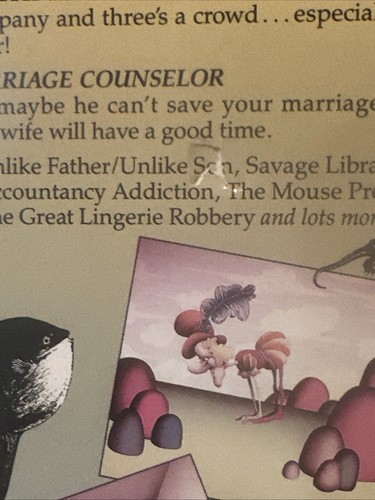 pany and three's a crowd...especial
r!
RRIAGE COUNSELOR
maybe he can't save your marriage
wife will have a good time.
nlike Father/Unlike Son, Savage Libra
ccountancy Addiction, The Mouse Pr
he Great Lingerie Robbery and lots mor